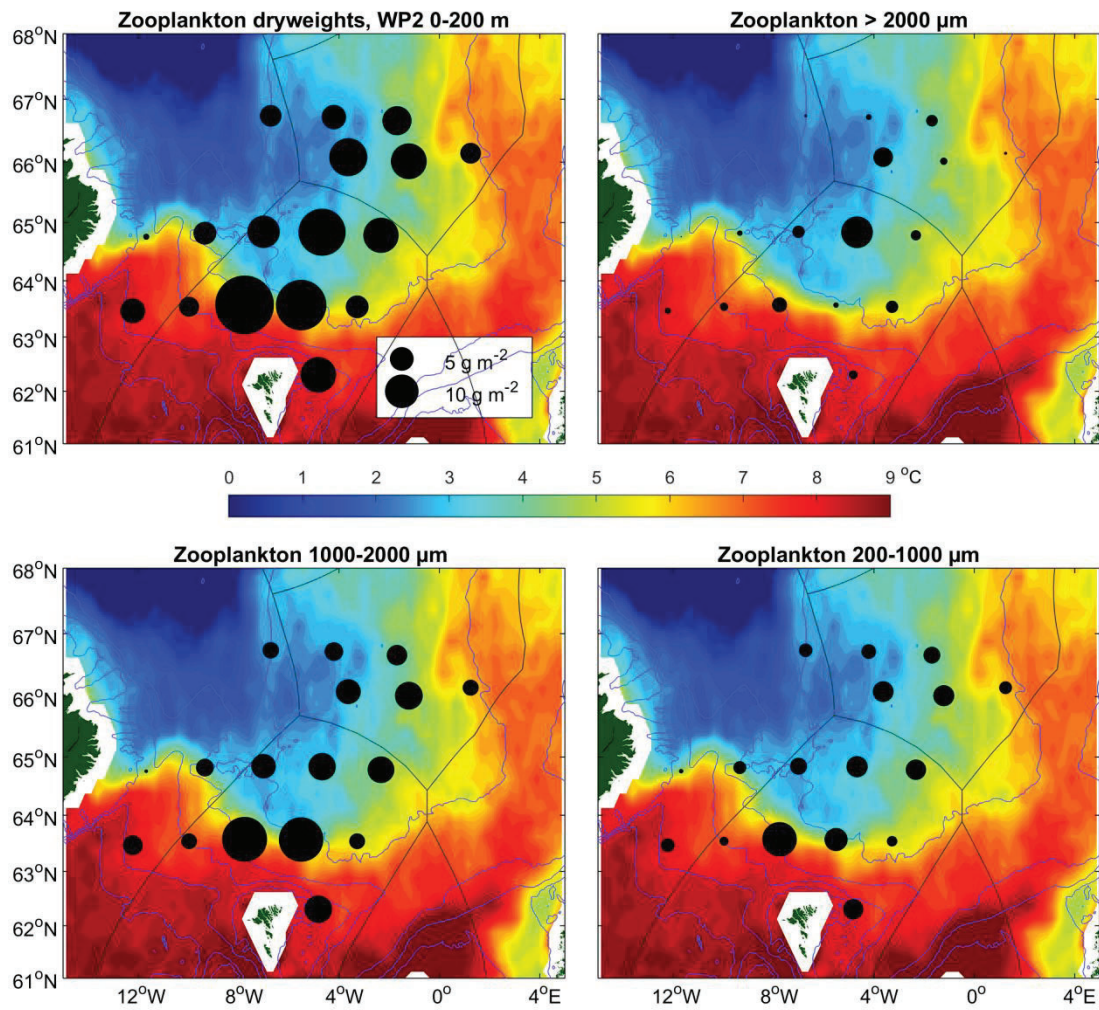 Zooplankton dryweights, WP2 0-200 m
Zooplankton > 2000 µm
68°N
67°N
66°N
65°N
64°N
63°N
62°N
61°N
5 g m⁻²
10 g m⁻²
0 1 2 3 4 5 6 7 8 9 °C
Zooplankton 1000-2000 µm
Zooplankton 200-1000 µm
68°N
67°N
66°N
65°N
64°N
63°N
62°N
61°N
12°W 8°W 4°W 0° 4°E
12°W 8°W 4°W 0° 4°E